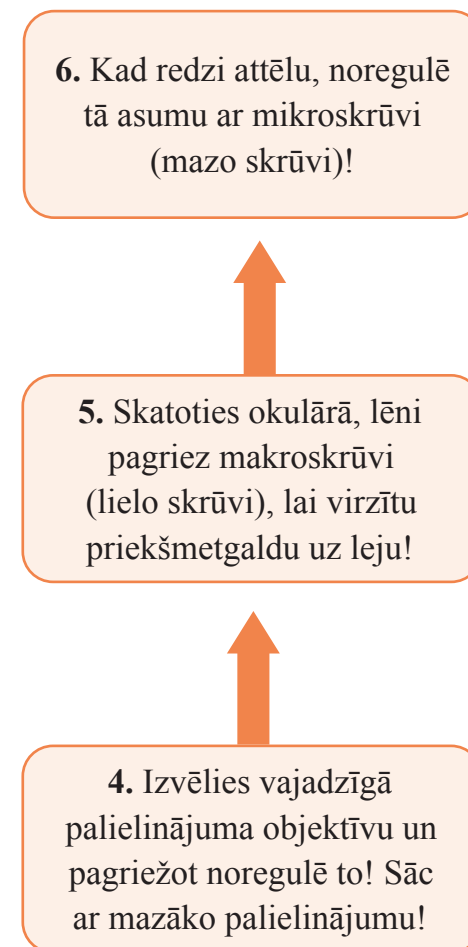 6. Kad redzi attēlu, noregulē
tā asumu ar mikroskrūvi
(mazo skrūvi)!
5. Skatoties okulārā, lēni
pagriez makroskrūvi
(lielo skrūvi), lai virzītu
priekšmetgaldu uz leju!
4. Izvēlies vajadzīgā
palielinājuma objektīvu un
pagriežot noregulē to! Sāc
ar mazāko palielinājumu!